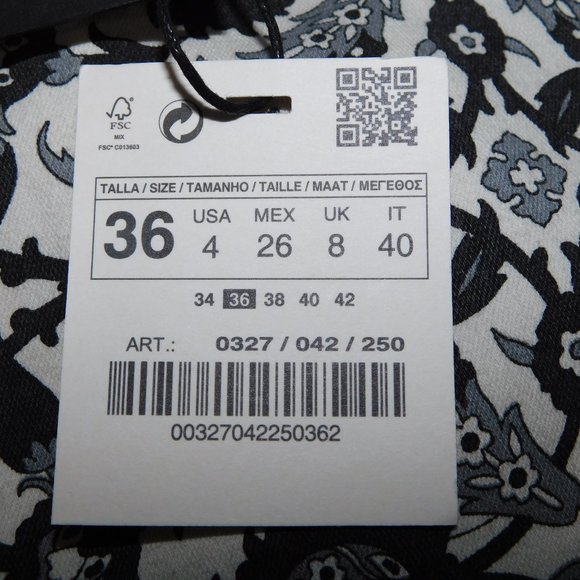 FSC
MIX
FSC® C013603
TALLA / SIZE / TAMANHO / TAILLE / MAAT / ΜΕΓΕΘΟΣ
36 USA MEX UK IT
4 26 8 40
34 36 38 40 42
ART.: 0327 / 042 / 250
00327042250362